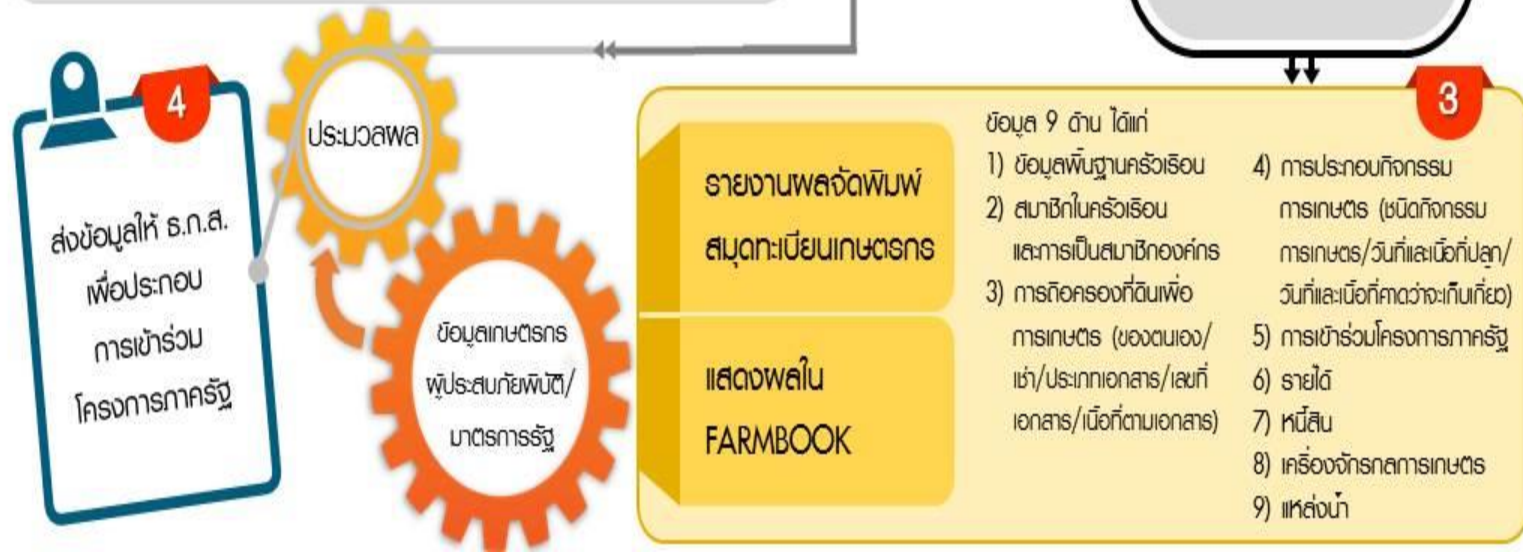 4
ส่งข้อมูลให้ ธ.ก.ส.
เพื่อประกอบ
การเข้าร่วม
โครงการภาครัฐ
ประมวลผล
ข้อมูลเกษตรกร
ผู้ประสบภัยพิบัติ/
มาตรการรัฐ
3
รายงานผลจัดพิมพ์
สมุดทะเบียนเกษตรกร
แสดงผลใน
FARMBOOK
ข้อมูล 9 ด้าน ได้แก่
1) ข้อมูลพื้นฐานครัวเรือน
2) สมาชิกในครัวเรือน
และการเป็นสมาชิกองค์กร
3) การถือครองที่ดินเพื่อ
การเกษตร (ของตนเอง/
เช่า/ประเภทเอกสาร/เลขที่
เอกสาร/เนื้อที่ตามเอกสาร)
4) การประกอบกิจกรรม
การเกษตร (ชนิดกิจกรรม
การเกษตร/วันที่และเนื้อที่ปลูก/
วันที่และเนื้อที่คาดว่าจะเก็บเกี่ยว)
5) การเข้าร่วมโครงการภาครัฐ
6) รายได้
7) หนี้สิน
8) เครื่องจักรกลการเกษตร
9) แหล่งน้ำ